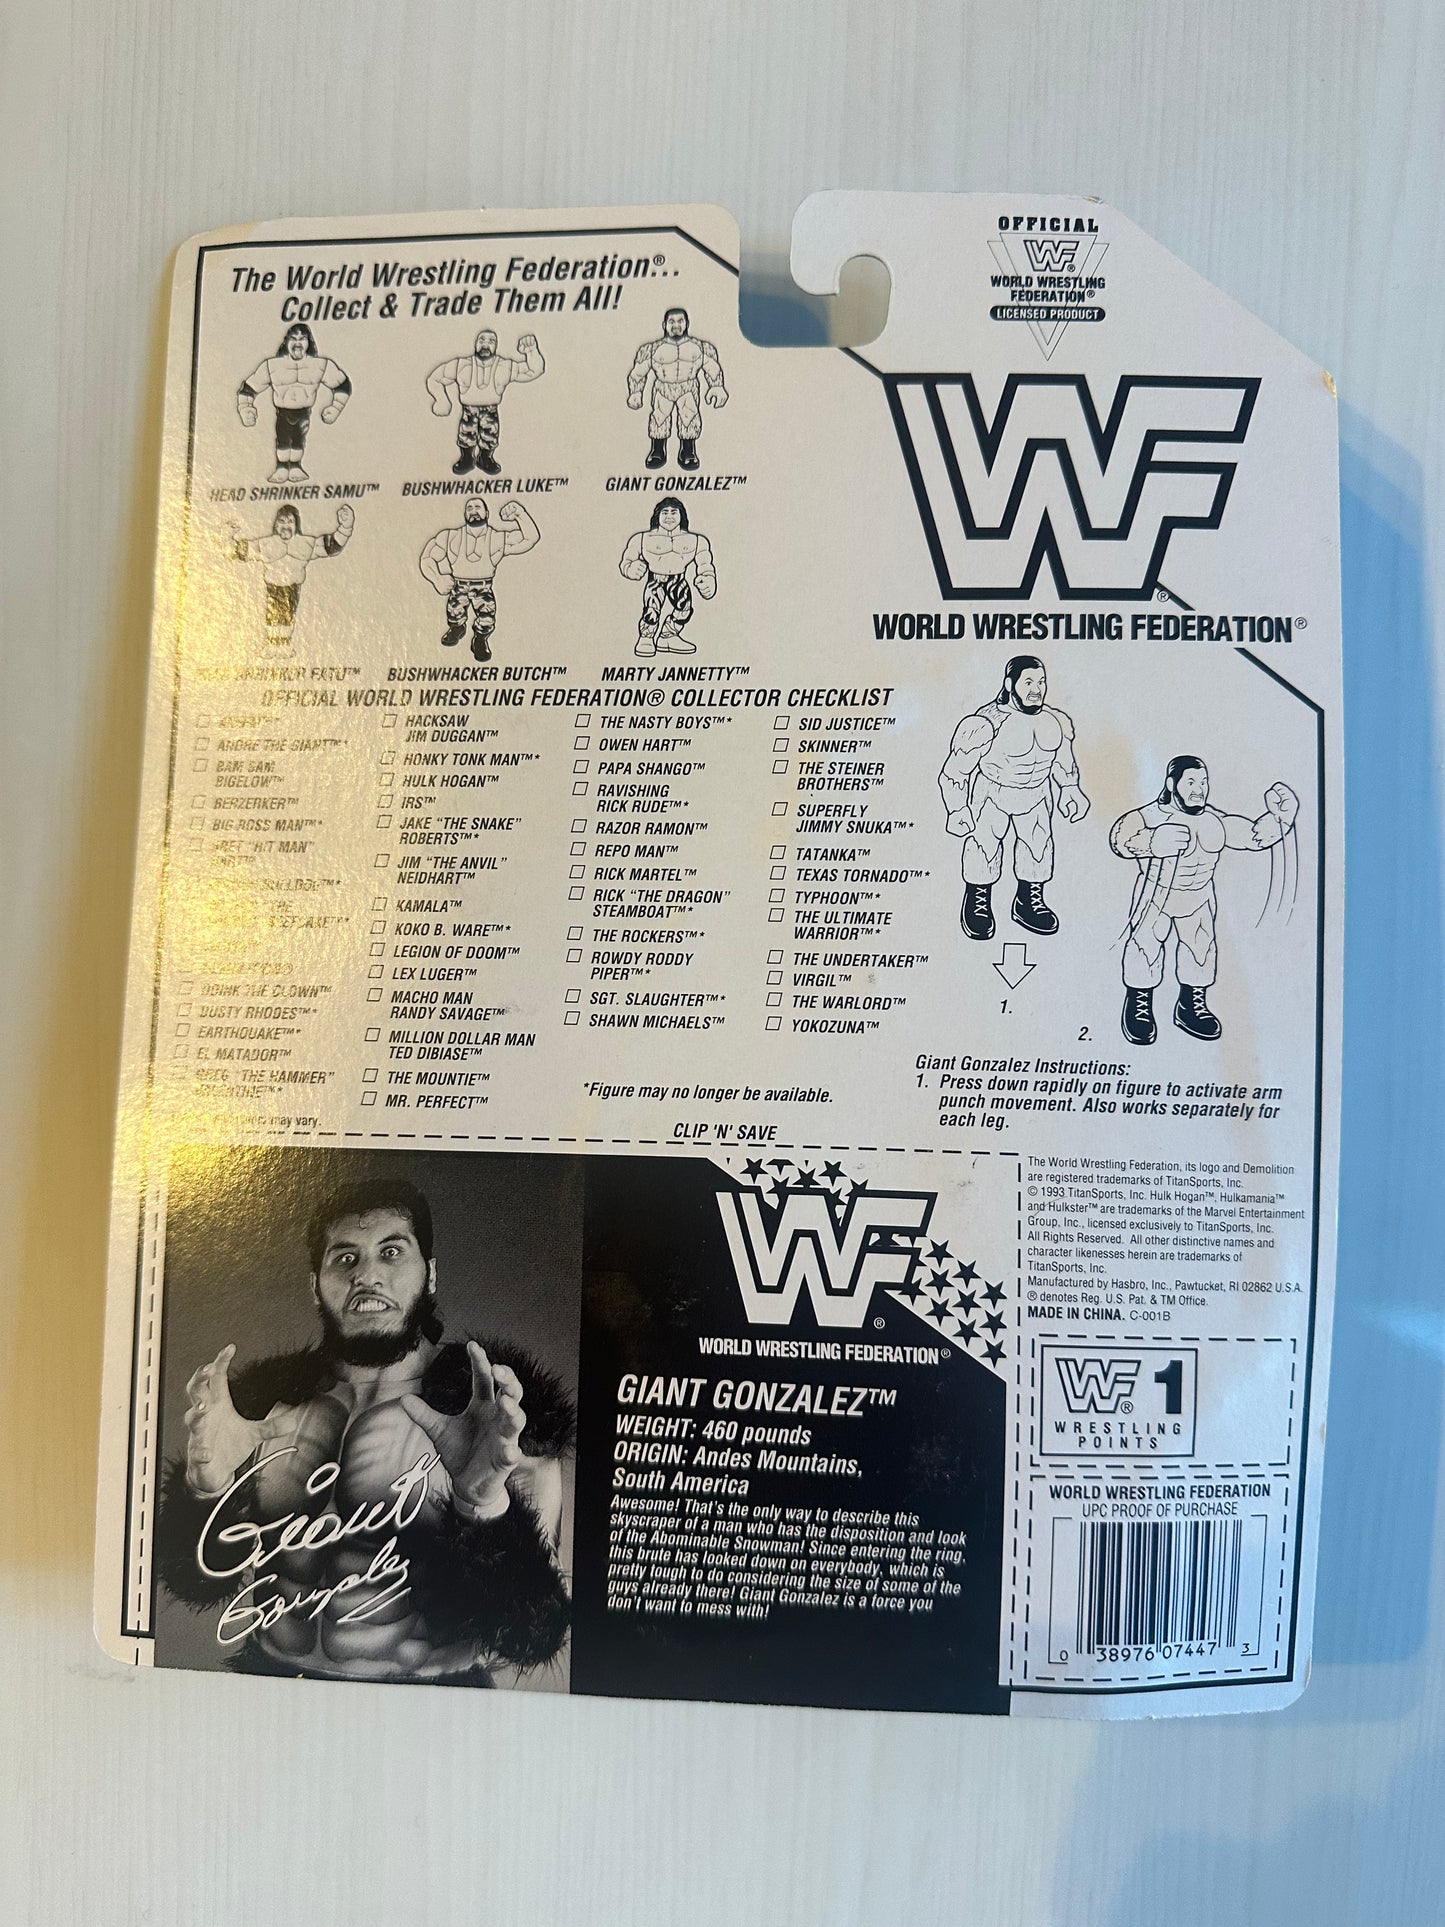 The World Wrestling Federation®...
Collect & Trade Them All!
OFFICIAL
WF®
WORLD WRESTLING
FEDERATION®
LICENSED PRODUCT
WF®
WORLD WRESTLING FEDERATION®
HEAD SHRINKER SAMU™
BUSHWHACKER LUKE™
GIANT GONZALEZ™
SHRINKER FATU™
BUSHWHACKER BUTCH™
MARTY JANNETTY™
OFFICIAL WORLD WRESTLING FEDERATION® COLLECTOR CHECKLIST
ANDRE THE GIANT™*
BAM BAM
BIGELOW™
BERZERKER™
BIG BOSS MAN™*
BRET "HIT MAN"
BULLDOG™*
DOINK THE CLOWN™
DUSTY RHODES™*
EARTHQUAKE™*
EL MATADOR™
GREG "THE HAMMER"
may vary.
HACKSAW
JIM DUGGAN™
HONKY TONK MAN™*
HULK HOGAN™
IRS™
JAKE "THE SNAKE"
ROBERTS™*
JIM "THE ANVIL"
NEIDHART™
KAMALA™
KOKO B. WARE™*
LEGION OF DOOM™
LEX LUGER™
MACHO MAN
RANDY SAVAGE™
MILLION DOLLAR MAN
TED DIBIASE™
THE MOUNTIE™
MR. PERFECT™
THE NASTY BOYS™*
OWEN HART™
PAPA SHANGO™
RAVISHING
RICK RUDE™*
RAZOR RAMON™
REPO MAN™
RICK MARTEL™
RICK "THE DRAGON"
STEAMBOAT™*
THE ROCKERS™*
ROWDY RODDY
PIPER™*
SGT. SLAUGHTER™*
SHAWN MICHAELS™
SID JUSTICE™
SKINNER™
THE STEINER
BROTHERS™
SUPERFLY
JIMMY SNUKA™*
TATANKA™
TEXAS TORNADO™*
TYPHOON™*
THE ULTIMATE
WARRIOR™*
THE UNDERTAKER™
VIRGIL™
THE WARLORD™
YOKOZUNA™
*Figure may no longer be available.
1.
2.
Giant Gonzalez Instructions:
1. Press down rapidly on figure to activate arm
punch movement. Also works separately for
each leg.
CLIP 'N' SAVE
Giant
Gonzalez
WF®
WORLD WRESTLING FEDERATION®
GIANT GONZALEZ™
WEIGHT: 460 pounds
ORIGIN: Andes Mountains,
South America
Awesome! That's the only way to describe this
skyscraper of a man who has the disposition and look
of the Abominable Snowman! Since entering the ring,
this brute has looked down on everybody, which is
pretty tough to do considering the size of some of the
guys already there! Giant Gonzalez is a force you
don't want to mess with!
The World Wrestling Federation, its logo and Demolition
are registered trademarks of TitanSports, Inc.
© 1993 TitanSports, Inc. Hulk Hogan™, Hulkamania™
and Hulkster™ are trademarks of the Marvel Entertainment
Group, Inc., licensed exclusively to TitanSports, Inc.
All Rights Reserved. All other distinctive names and
character likenesses herein are trademarks of
TitanSports, Inc.
Manufactured by Hasbro, Inc., Pawtucket, RI 02862 U.S.A.
® denotes Reg. U.S. Pat. & TM Office.
MADE IN CHINA. C-001B
WF® 1
WRESTLING
POINTS
WORLD WRESTLING FEDERATION
UPC PROOF OF PURCHASE
0 38976 07447 3